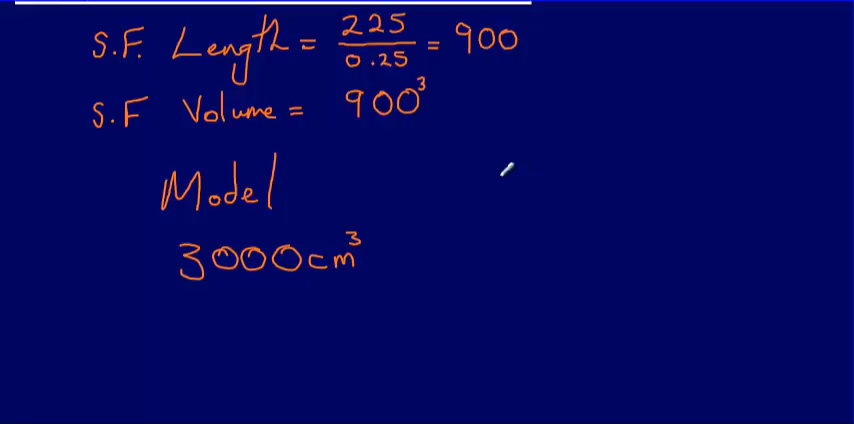 S.F. Length = 225/0.25 = 900
S.F Volume = 900³
Model
3000cm³